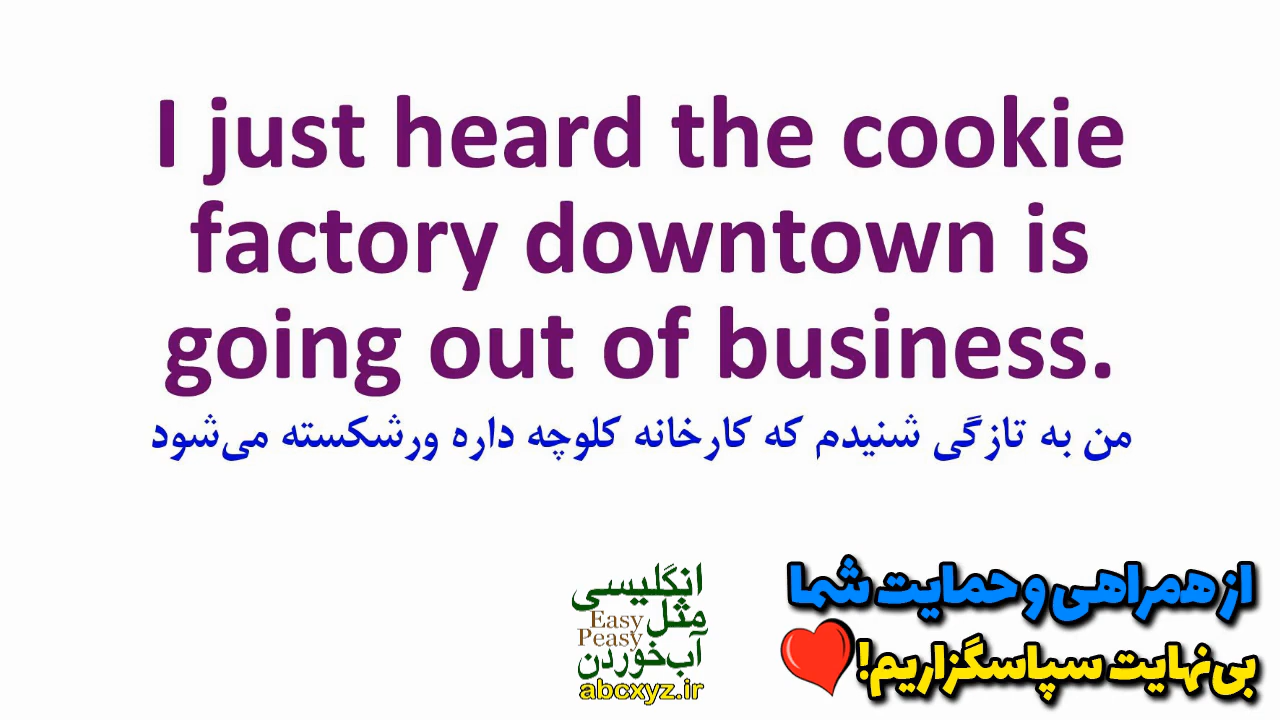 I just heard the cookie
factory downtown is
going out of business.
من به تازگی شنیدم که کارخانه کلوچه داره ورشکسته می‌شود
انگلیسی
مثل
Easy
Peasy
آب‌خوردن
abcxyz.ir
از همراهی و حمایت شما
بی‌نهایت سپاسگزاریم!